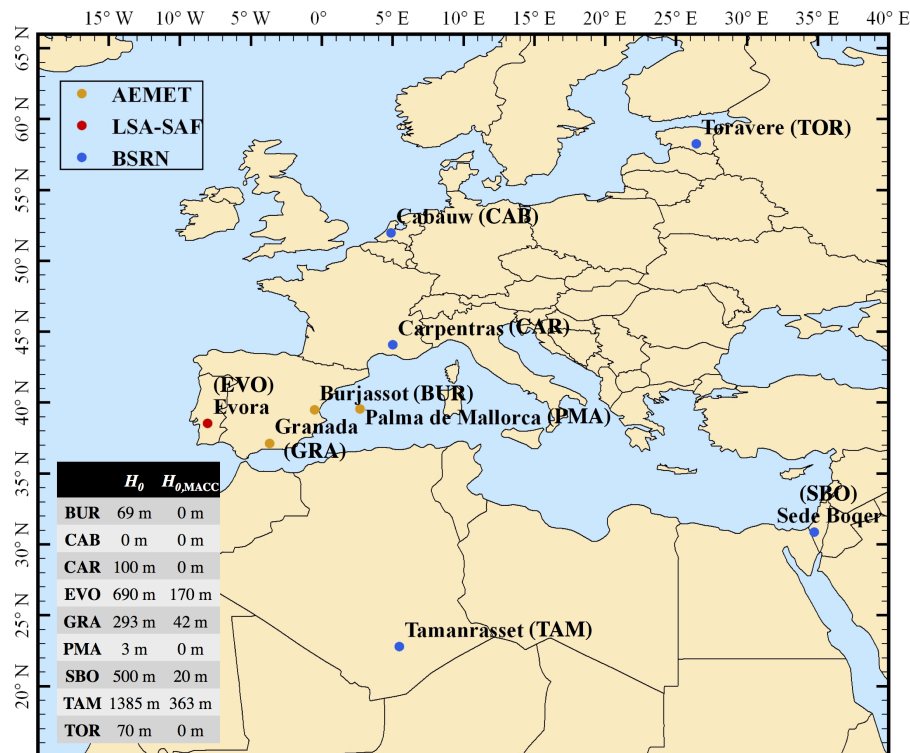 15° W 10° W 5° W 0° 5° E 10° E 15° E 20° E 25° E 30° E 35° E 40° E
65° N
60° N
55° N
50° N
45° N
40° N
35° N
30° N
25° N
20° N
AEMET
LSA-SAF
BSRN
Toravere (TOR)
Cabauw (CAB)
Carpentras (CAR)
(EVO)
Evora
Burjassot (BUR)
Palma de Mallorca (PMA)
Granada
(GRA)
(SBO)
Sede Boqer
Tamanrasset (TAM)
H0 H0,MACC
BUR 69 m 0 m
CAB 0 m 0 m
CAR 100 m 0 m
EVO 690 m 170 m
GRA 293 m 42 m
PMA 3 m 0 m
SBO 500 m 20 m
TAM 1385 m 363 m
TOR 70 m 0 m